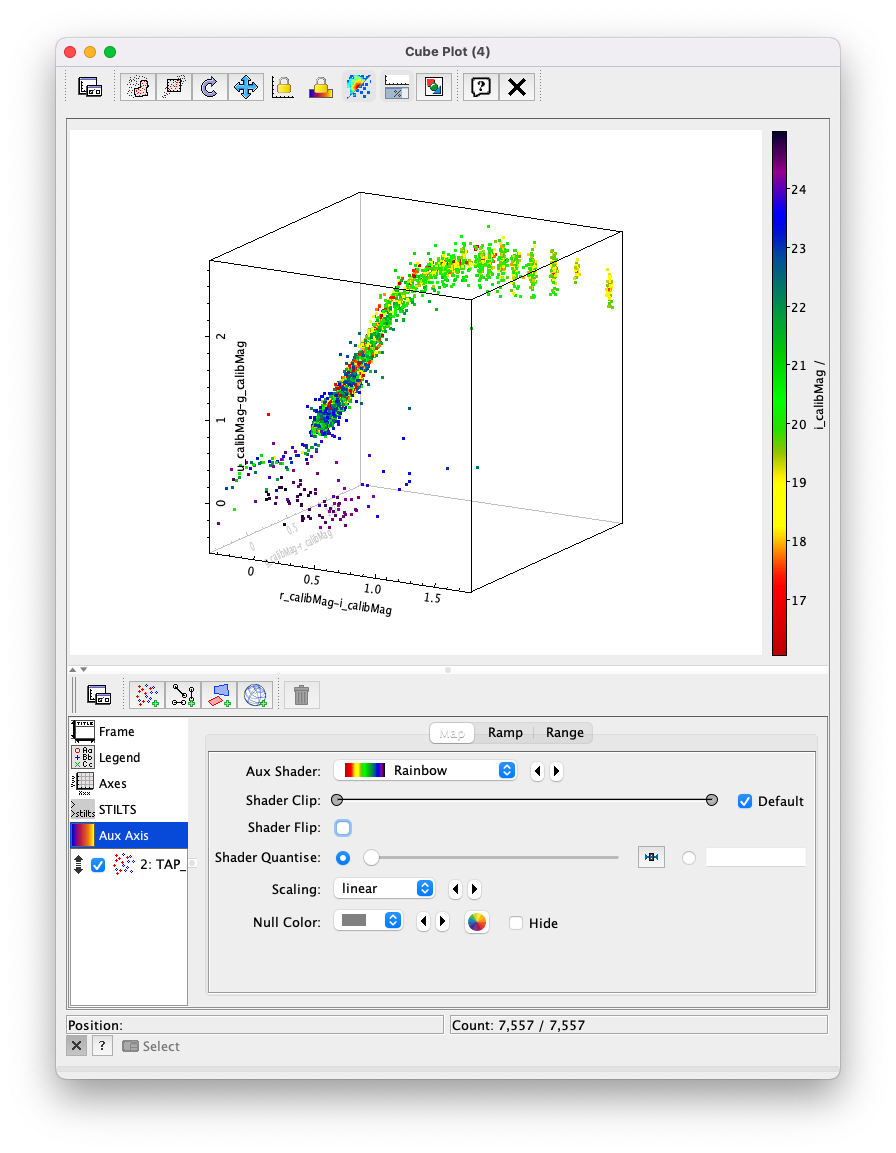 Cube Plot (4)
24
23
22
21
20
19
18
17
i_calibMag /
2
1
0
u_calibMag-g_calibMag
0
0.5
_calibMag-r_calibMag
0
0.5
1.0
1.5
r_calibMag-i_calibMag
Frame
Legend
Axes
STILTS
Aux Axis
2: TAP_
Map
Ramp
Range
Aux Shader:
Rainbow
Shader Clip:
Default
Shader Flip:
Shader Quantise:
Scaling:
linear
Null Color:
Hide
Position:
Count: 7,557 / 7,557
Select